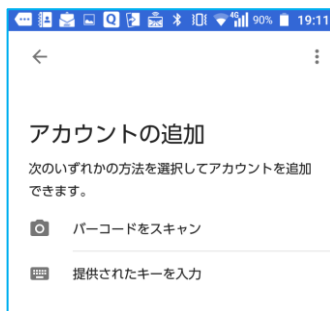 4G 90% 19:11
アカウントの追加
次のいずれかの方法を選択してアカウントを追加
できます。
バーコードをスキャン
提供されたキーを入力